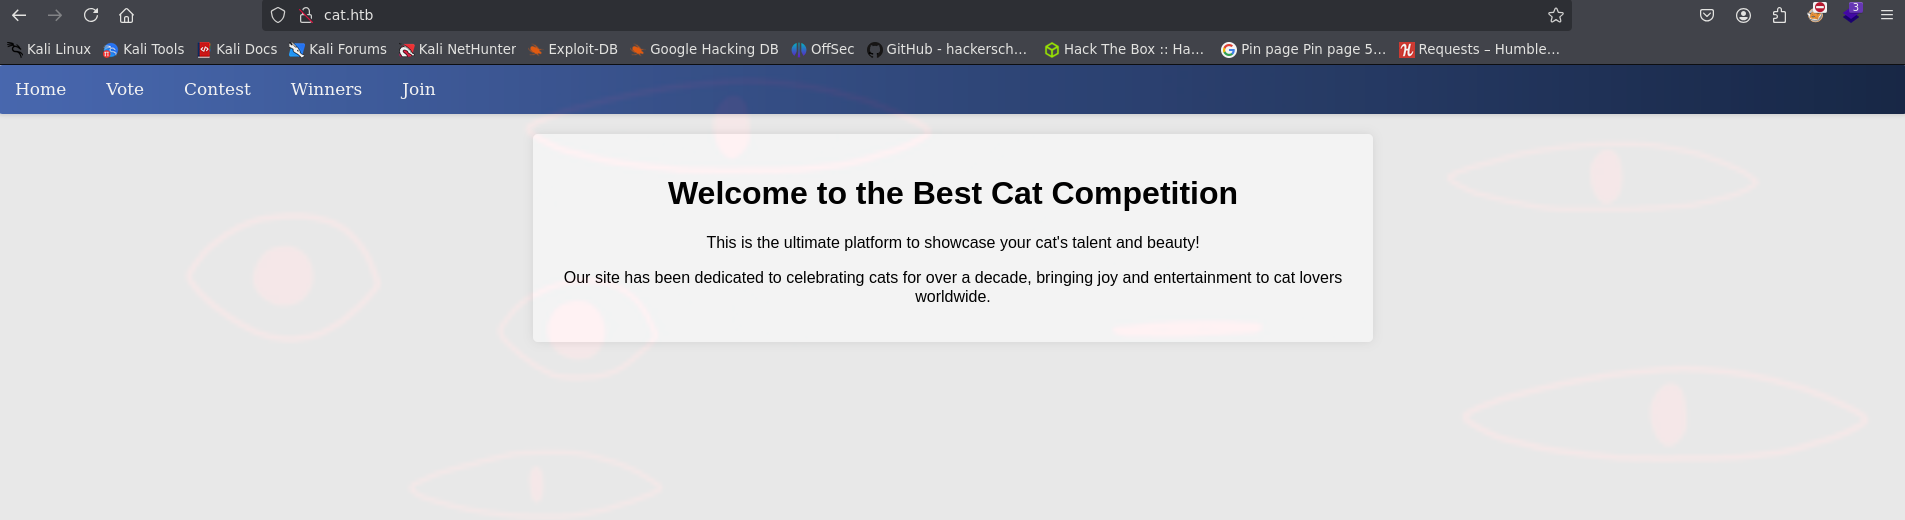 cat.htb
3
Kali Linux Kali Tools Kali Docs Kali Forums Kali NetHunter Exploit-DB Google Hacking DB OffSec GitHub - hackersch... Hack The Box :: Ha... Pin page Pin page 5... Requests – Humble...
Home Vote Contest Winners Join
Welcome to the Best Cat Competition
This is the ultimate platform to showcase your cat's talent and beauty!
Our site has been dedicated to celebrating cats for over a decade, bringing joy and entertainment to cat lovers
worldwide.